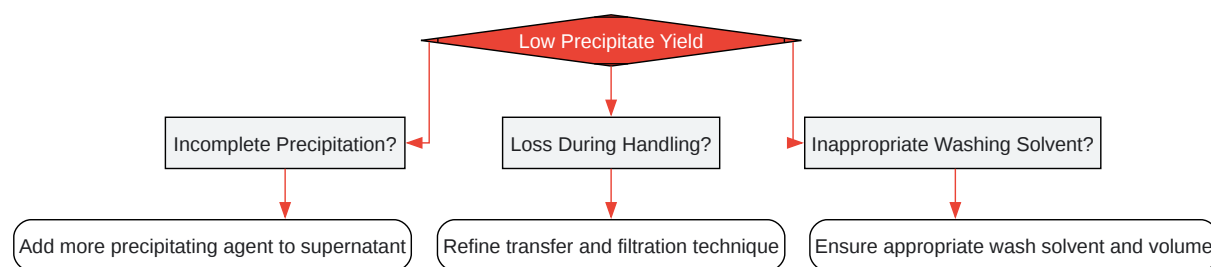 Low Precipitate Yield
Incomplete Precipitation?
Loss During Handling?
Inappropriate Washing Solvent?
Add more precipitating agent to supernatant
Refine transfer and filtration technique
Ensure appropriate wash solvent and volume